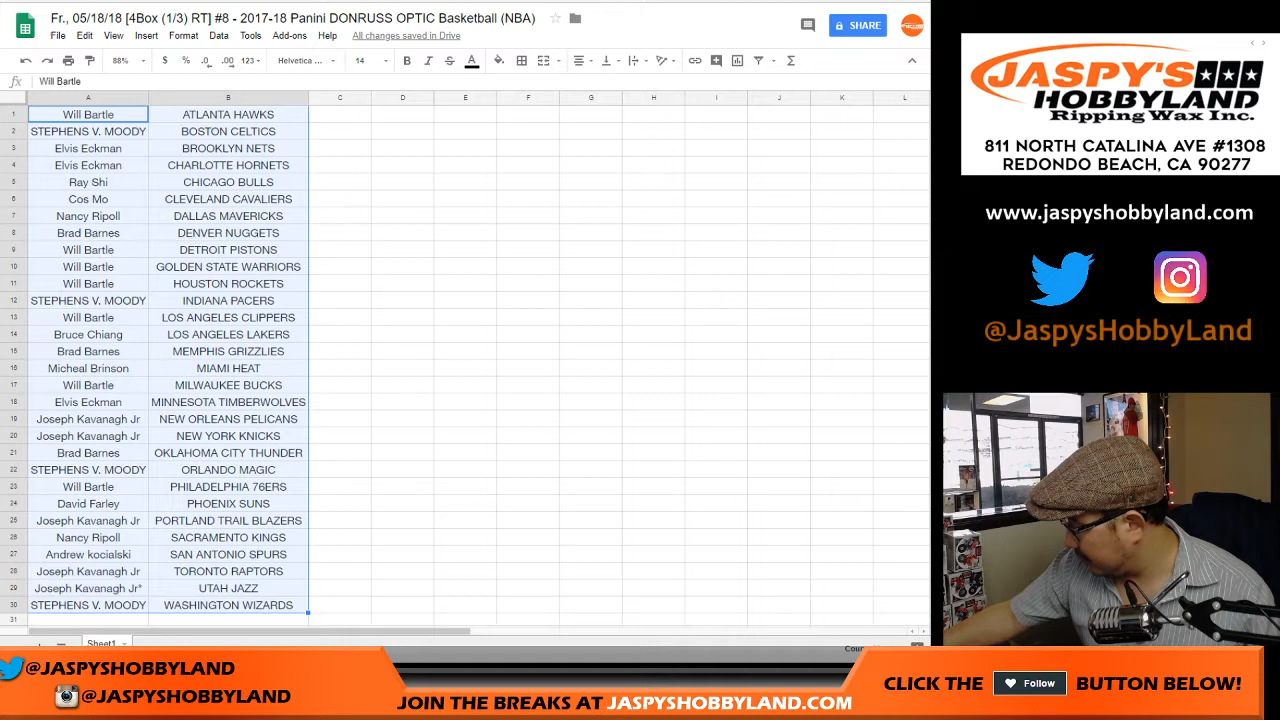 Fr., 05/18/18 [4Box (1/3) RT] #8 - 2017-18 Panini DONRUSS OPTIC Basketball (NBA)
SHARE
File Edit View Insert Format Data Tools Add-ons Help All changes saved in Drive
88% $ % .0 .00 123 Helvetica ... 14 B I S A
fx Will Bartle
A B C D E F G H I J K L
1 Will Bartle ATLANTA HAWKS
2 STEPHENS V. MOODY BOSTON CELTICS
3 Elvis Eckman BROOKLYN NETS
4 Elvis Eckman CHARLOTTE HORNETS
5 Ray Shi CHICAGO BULLS
6 Cos Mo CLEVELAND CAVALIERS
7 Nancy Ripoll DALLAS MAVERICKS
8 Brad Barnes DENVER NUGGETS
9 Will Bartle DETROIT PISTONS
10 Will Bartle GOLDEN STATE WARRIORS
11 Will Bartle HOUSTON ROCKETS
12 STEPHENS V. MOODY INDIANA PACERS
13 Will Bartle LOS ANGELES CLIPPERS
14 Bruce Chiang LOS ANGELES LAKERS
15 Brad Barnes MEMPHIS GRIZZLIES
16 Micheal Brinson MIAMI HEAT
17 Will Bartle MILWAUKEE BUCKS
18 Elvis Eckman MINNESOTA TIMBERWOLVES
19 Joseph Kavanagh Jr NEW ORLEANS PELICANS
20 Joseph Kavanagh Jr NEW YORK KNICKS
21 Brad Barnes OKLAHOMA CITY THUNDER
22 STEPHENS V. MOODY ORLANDO MAGIC
23 Will Bartle PHILADELPHIA 76ERS
24 David Farley PHOENIX SUNS
25 Joseph Kavanagh Jr PORTLAND TRAIL BLAZERS
26 Nancy Ripoll SACRAMENTO KINGS
27 Andrew kocialski SAN ANTONIO SPURS
28 Joseph Kavanagh Jr TORONTO RAPTORS
29 Joseph Kavanagh Jr* UTAH JAZZ
30 STEPHENS V. MOODY WASHINGTON WIZARDS
31
Sheet1
JASPY'S
HOBBYLAND
Ripping Wax Inc.
811 NORTH CATALINA AVE #1308
REDONDO BEACH, CA 90277
www.jaspyshobbyland.com
@JaspysHobbyLand
@JASPYSHOBBYLAND
@JASPYSHOBBYLAND
JOIN THE BREAKS AT JASPYSHOBBYLAND.COM
CLICK THE Follow BUTTON BELOW!